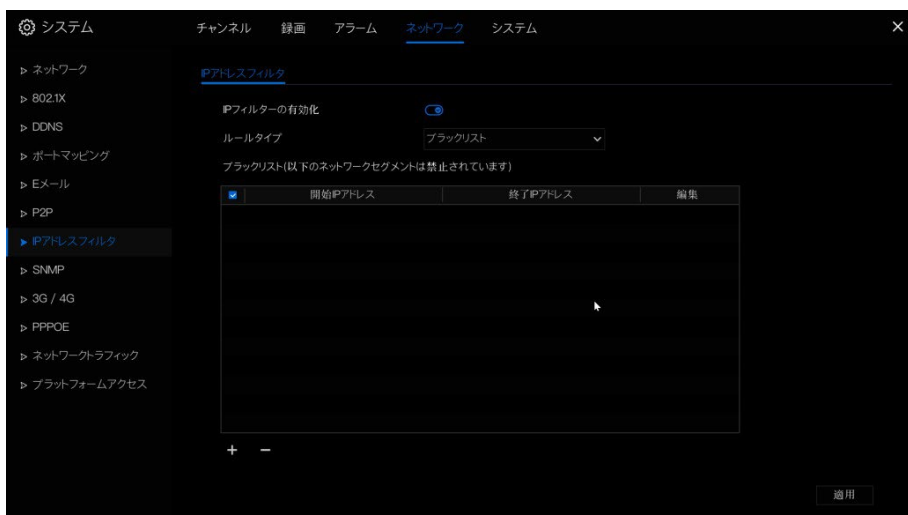 システム
チャンネル 録画 アラーム ネットワーク システム
ネットワーク
802.1X
DDNS
ポートマッピング
Eメール
P2P
IPアドレスフィルタ
SNMP
3G / 4G
PPPOE
ネットワークトラフィック
プラットフォームアクセス
IPアドレスフィルタ
IPフィルターの有効化
ルールタイプ ブラックリスト
ブラックリスト(以下のネットワークセグメントは禁止されています)
開始IPアドレス 終了IPアドレス 編集
適用